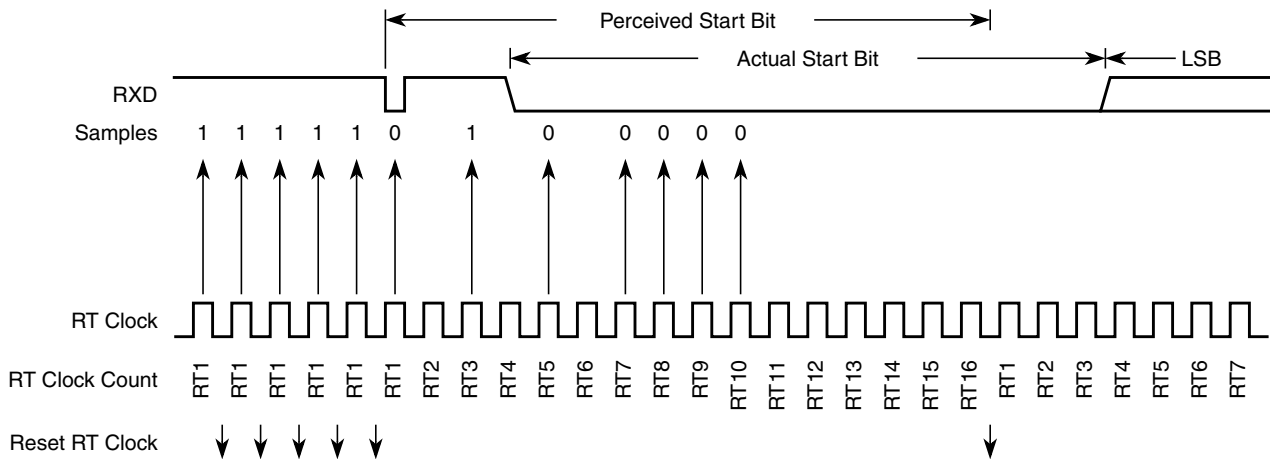 Perceived Start Bit
Actual Start Bit
LSB
RXD
Samples 1 1 1 1 1 0 1 0 0 0 0 0
RT Clock
RT Clock Count RT1 RT1 RT1 RT1 RT1 RT1 RT2 RT3 RT4 RT5 RT6 RT7 RT8 RT9 RT10 RT11 RT12 RT13 RT14 RT15 RT16 RT1 RT2 RT3 RT4 RT5 RT6 RT7
Reset RT Clock